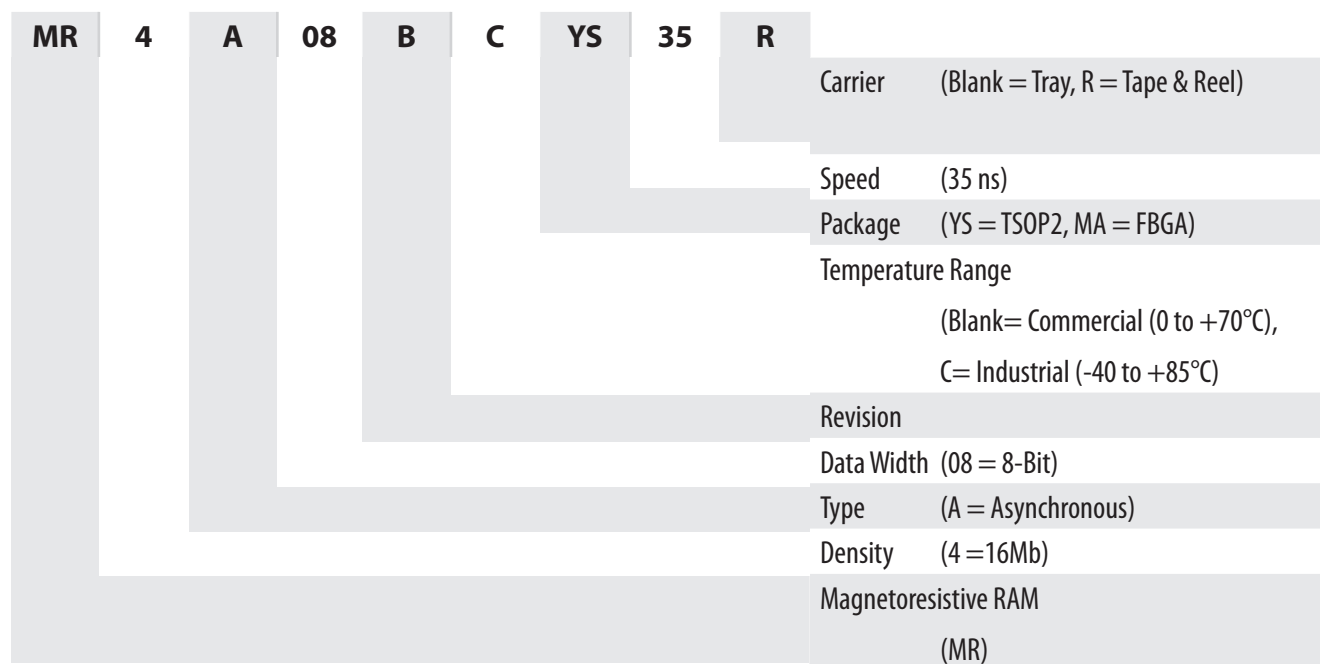 MR 4 A 08 B C YS 35 R
Carrier (Blank = Tray, R = Tape & Reel)
Speed (35 ns)
Package (YS = TSOP2, MA = FBGA)
Temperature Range
(Blank= Commercial (0 to +70°C),
C= Industrial (-40 to +85°C)
Revision
Data Width (08 = 8-Bit)
Type (A = Asynchronous)
Density (4 =16Mb)
Magnetoresistive RAM
(MR)